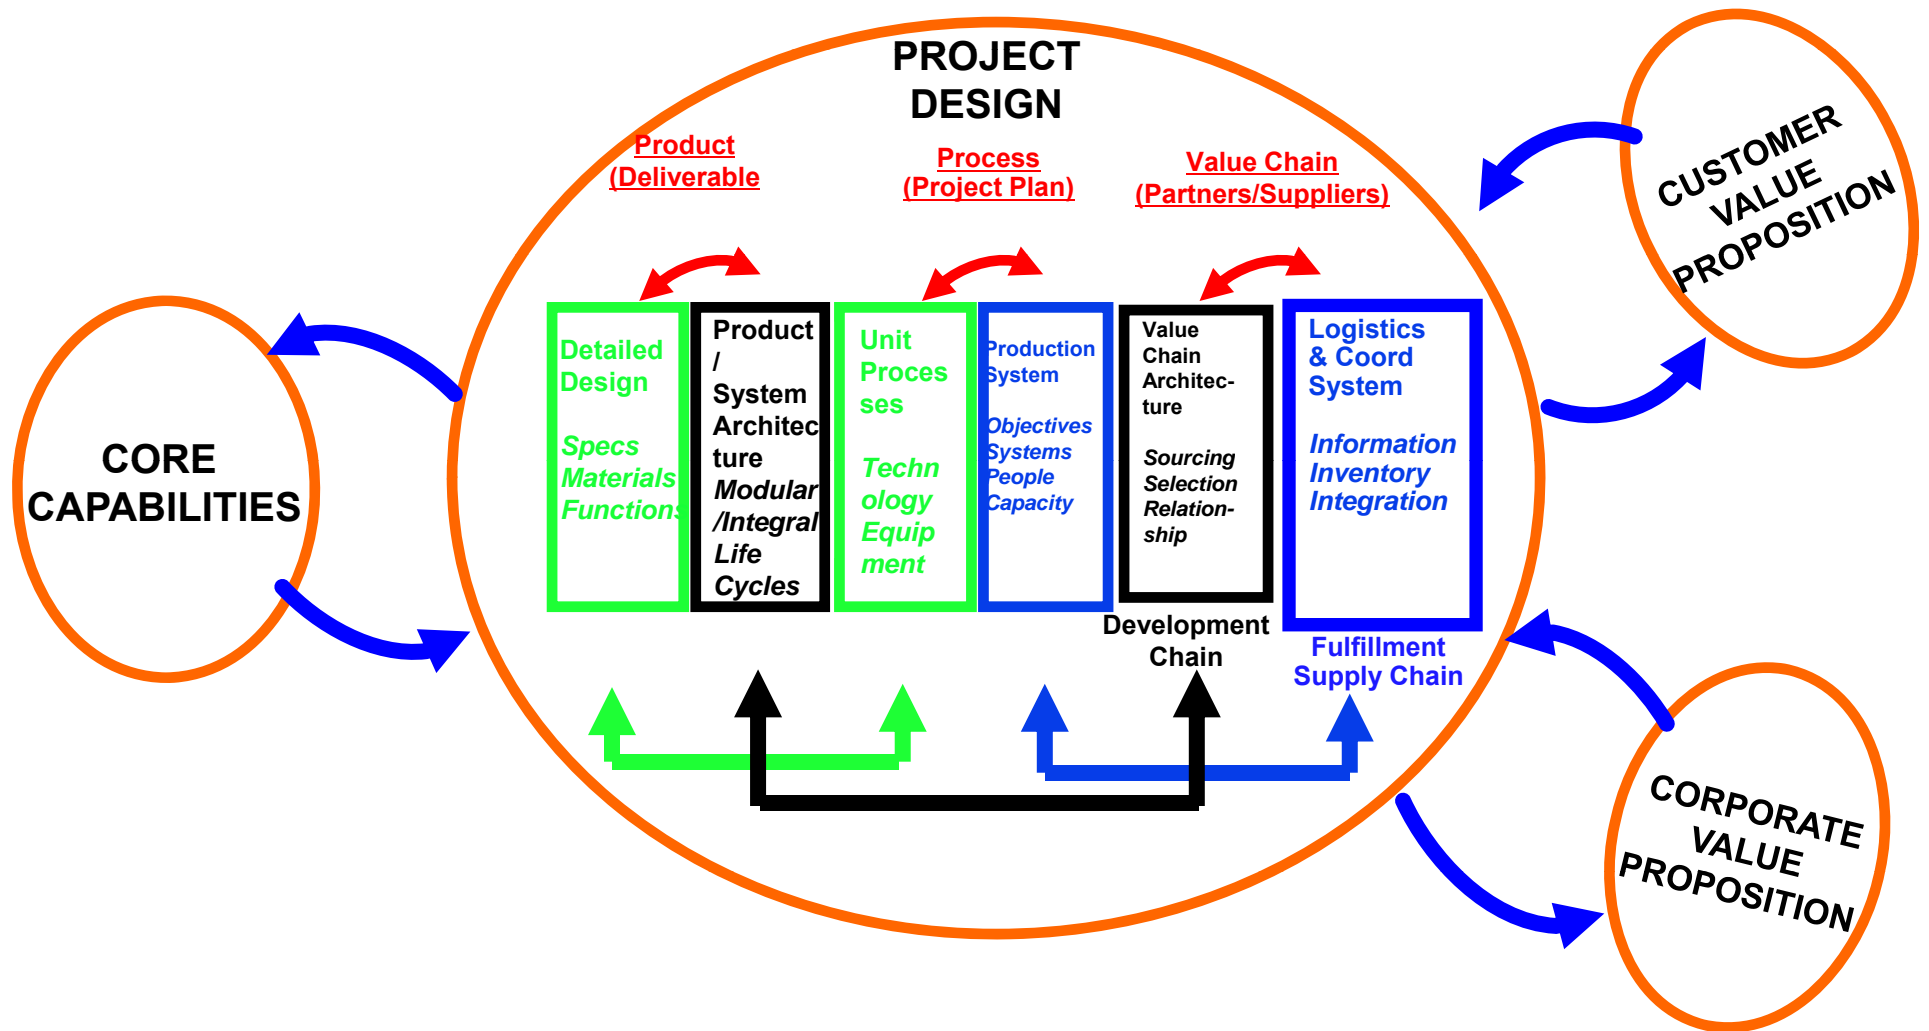 PROJECT
DESIGN
Product
(Deliverable
Process
(Project Plan)
Value Chain
(Partners/Suppliers)
CUSTOMER
VALUE
PROPOSITION
CORE
CAPABILITIES
Detailed
Design
Specs
Materials
Functions
Product
/
System
Architec
ture
Modular
/Integral
Life
Cycles
Unit
Proces
ses
Techn
ology
Equip
ment
Production
System
Objectives
Systems
People
Capacity
Value
Chain
Architec-
ture
Sourcing
Selection
Relation-
ship
Logistics
& Coord
System
Information
Inventory
Integration
Development
Chain
Fulfillment
Supply Chain
CORPORATE
VALUE
PROPOSITION